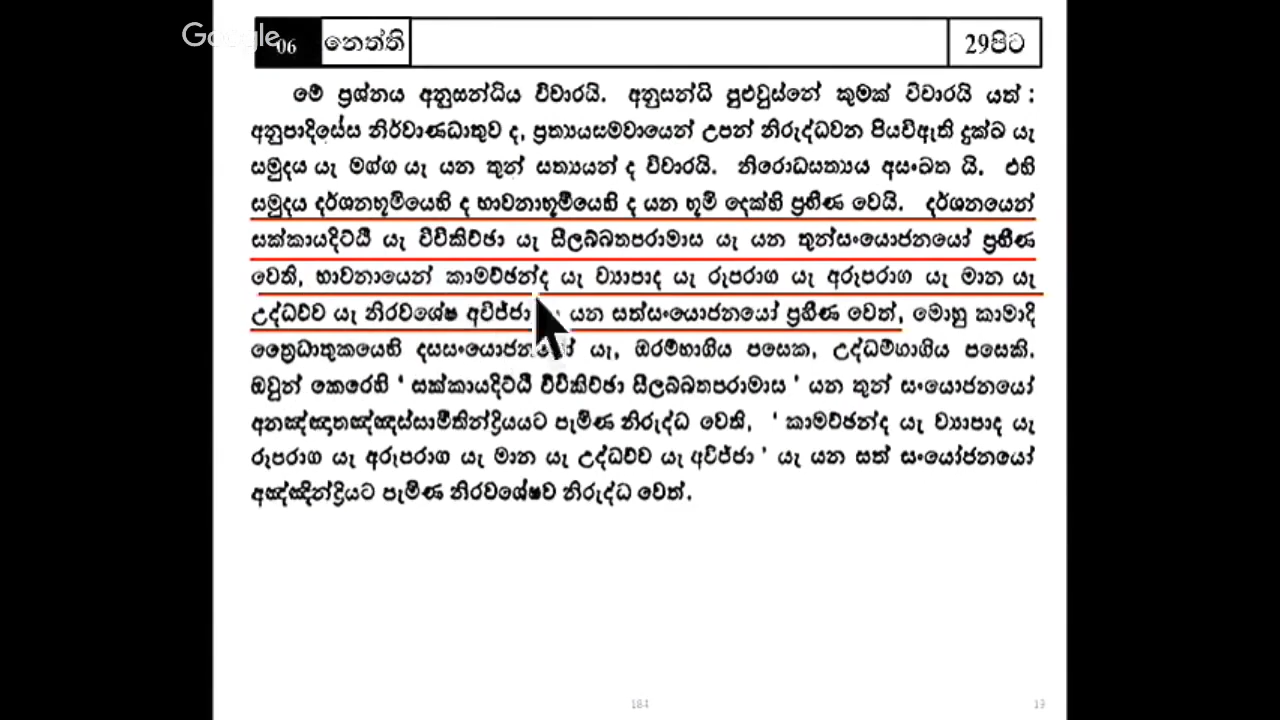 Google
06 නෙත්ති 29පිට
මේ ප්‍රශ්නය අනුසන්ධිය විචාරයි. අනුසන්ධි පුළුවුස්නේ කුමක් විචාරයි යත් :
අනුපාදිසේස නිර්වාණධාතුව ද, ප්‍රත්‍යයසමවායෙන් උපන් නිරුද්ධවන පියවිඇති දුක්ඛ යැ
සමුදය යැ මග්ග යැ යන තුන් සත්‍යයන් ද විචාරයි. නිරොධසත්‍යය අසංඛත යි. එහි
සමුදය දර්ශනභූමියෙහි ද භාවනාභූමියෙහි ද යන භූමි දෙක්හි ප්‍රහීණ වෙයි. දර්ශනයෙන්
සක්කායදිට්ඨි යැ විචිකිච්ඡා යැ සීලබ්බතපරාමාස යැ යන තුන්සංයොජනයෝ ප්‍රහීණ
වෙති, භාවනායෙන් කාමච්ඡන්ද යැ ව්‍යාපාද යැ රූපරාග යැ අරූපරාග යැ මාන යැ
උද්ධච්ච යැ නිරවශේෂ අවිජ්ජා යන සත්සංයොජනයෝ ප්‍රහීණ වෙත්, මොහු කාමාදි
ත්‍රෛධාතුකයෙහි දසසංයොජනයෝ යැ, ඔරම්භාගිය පසෙක, උද්ධම්භාගිය පසෙකි.
ඔවුන් කෙරෙහි ' සක්කායදිට්ඨි විචිකිච්ඡා සීලබ්බතපරාමාස ' යන තුන් සංයොජනයෝ
අනඤ්ඤාතඤ්ඤස්සාමීතින්ද්‍රියයට පැමිණ නිරුද්ධ වෙති, ' කාමච්ඡන්ද යැ ව්‍යාපාද යැ
රූපරාග යැ අරූපරාග යැ මාන යැ උද්ධච්ච යැ අවිජ්ජා ' යැ යන සත් සංයෝජනයෝ
අඤ්ඤින්ද්‍රියට පැමිණ නිරවශේෂව නිරුද්ධ වෙත්.
184 19